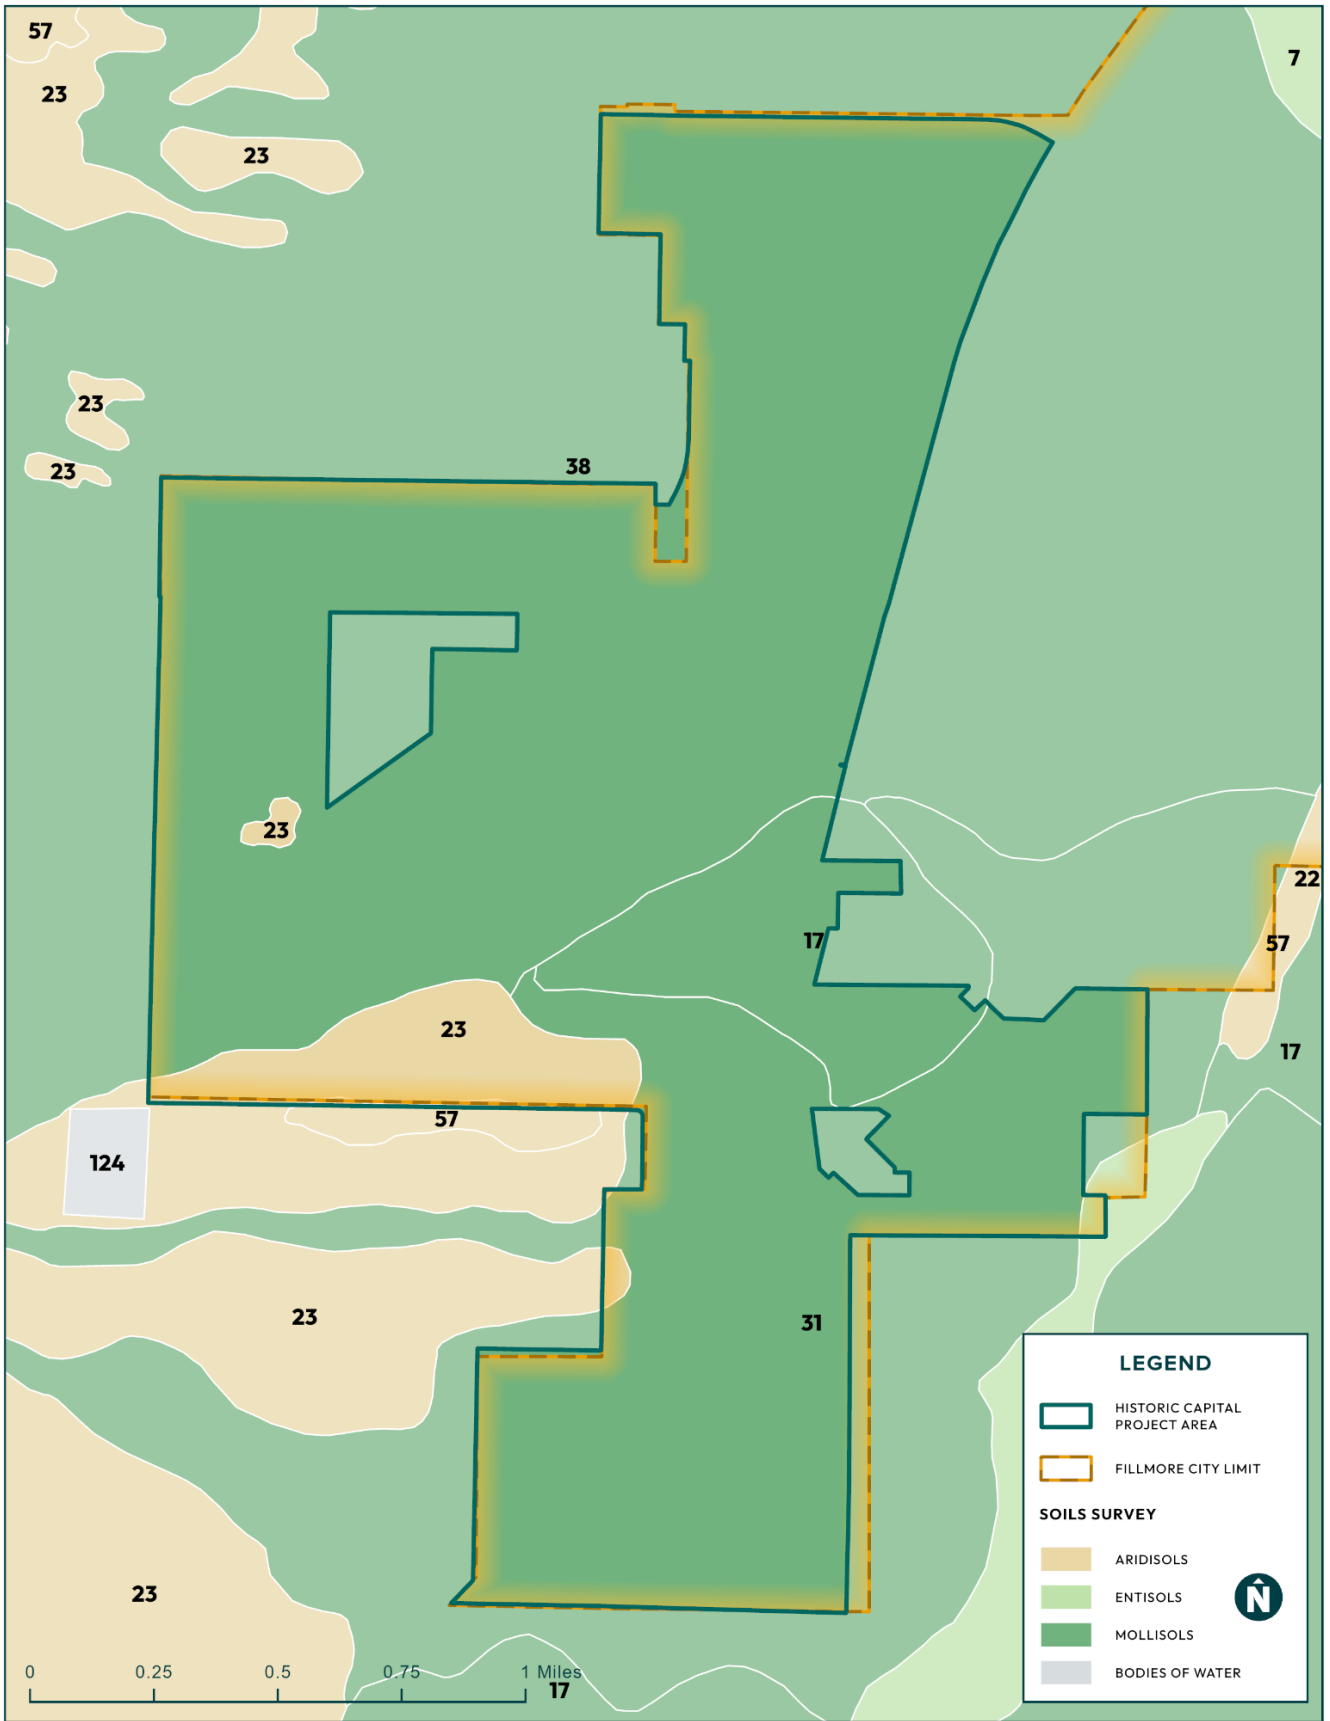 57
7
23
23
23
38
23
23
22
17
57
23
17
57
124
23
31
23
17
0 0.25 0.5 0.75 1 Miles
LEGEND
HISTORIC CAPITAL
PROJECT AREA
FILLMORE CITY LIMIT
SOILS SURVEY
ARIDISOLS
ENTISOLS
MOLLISOLS
BODIES OF WATER
N